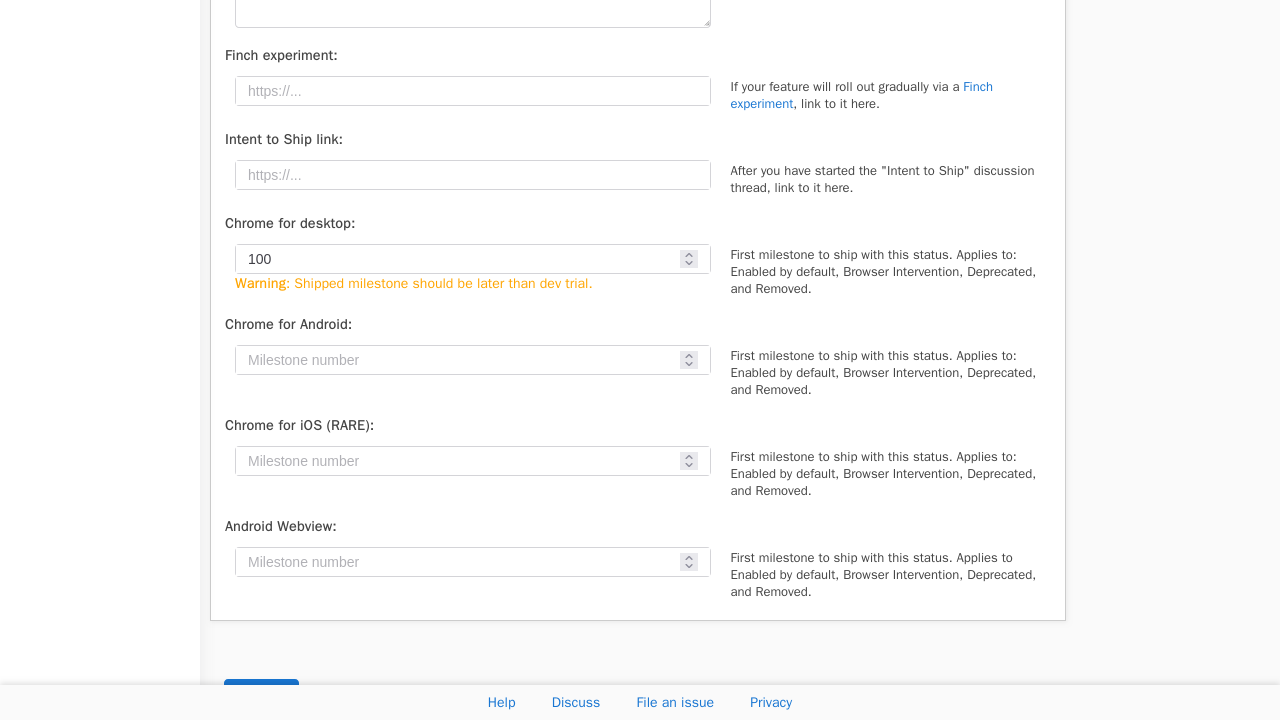 Finch experiment:
https://...
If your feature will roll out gradually via a Finch
experiment, link to it here.
Intent to Ship link:
https://...
After you have started the "Intent to Ship" discussion
thread, link to it here.
Chrome for desktop:
100
Warning: Shipped milestone should be later than dev trial.
First milestone to ship with this status. Applies to:
Enabled by default, Browser Intervention, Deprecated,
and Removed.
Chrome for Android:
Milestone number
First milestone to ship with this status. Applies to:
Enabled by default, Browser Intervention, Deprecated,
and Removed.
Chrome for iOS (RARE):
Milestone number
First milestone to ship with this status. Applies to:
Enabled by default, Browser Intervention, Deprecated,
and Removed.
Android Webview:
Milestone number
First milestone to ship with this status. Applies to
Enabled by default, Browser Intervention, Deprecated,
and Removed.
Help Discuss File an issue Privacy